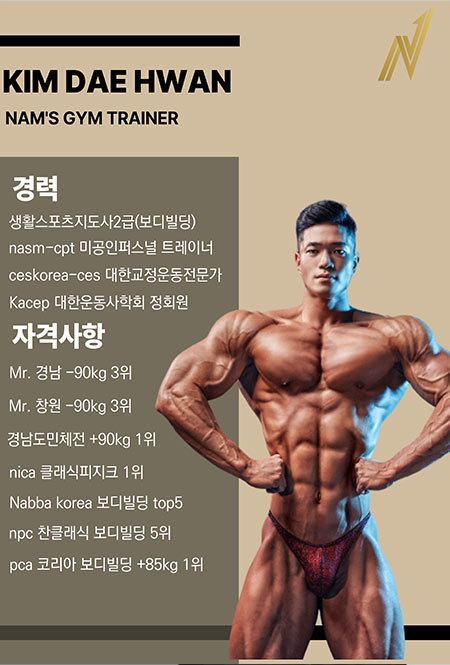 KIM DAE HWAN
NAM'S GYM TRAINER
경력
생활스포츠지도사2급(보디빌딩)
nasm-cpt 미공인퍼스널 트레이너
ceskorea-ces 대한교정운동전문가
Kacep 대한운동사학회 정회원
자격사항
Mr. 경남 -90kg 3위
Mr. 창원 -90kg 3위
경남도민체전 +90kg 1위
nica 클래식피지크 1위
Nabba korea 보디빌딩 top5
npc 찬클래식 보디빌딩 5위
pca 코리아 보디빌딩 +85kg 1위